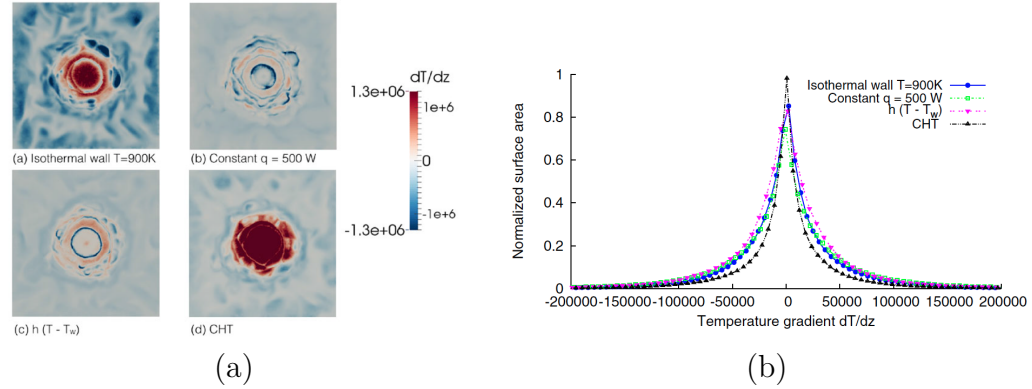 (a) Isothermal wall T=900K
(b) Constant q = 500 W
(c) h (T - Tw)
(d) CHT
dT/dz
1.3e+06
1e+6
0
-1e+6
-1.3e+06
(a)
Normalized surface area
1
0.8
0.6
0.4
0.2
0
-200000 -150000 -100000 -50000 0 50000 100000 150000 200000
Temperature gradient dT/dz
Isothermal wall T=900K
Constant q = 500 W
h (T - Tw)
CHT
(b)